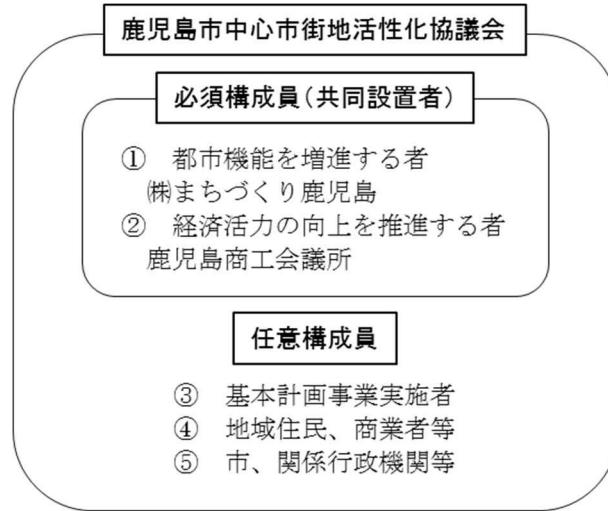 鹿児島市中心市街地活性化協議会
必須構成員（共同設置者）
① 都市機能を増進する者
㈱まちづくり鹿児島
② 経済活力の向上を推進する者
鹿児島商工会議所
任意構成員
③ 基本計画事業実施者
④ 地域住民、商業者等
⑤ 市、関係行政機関等